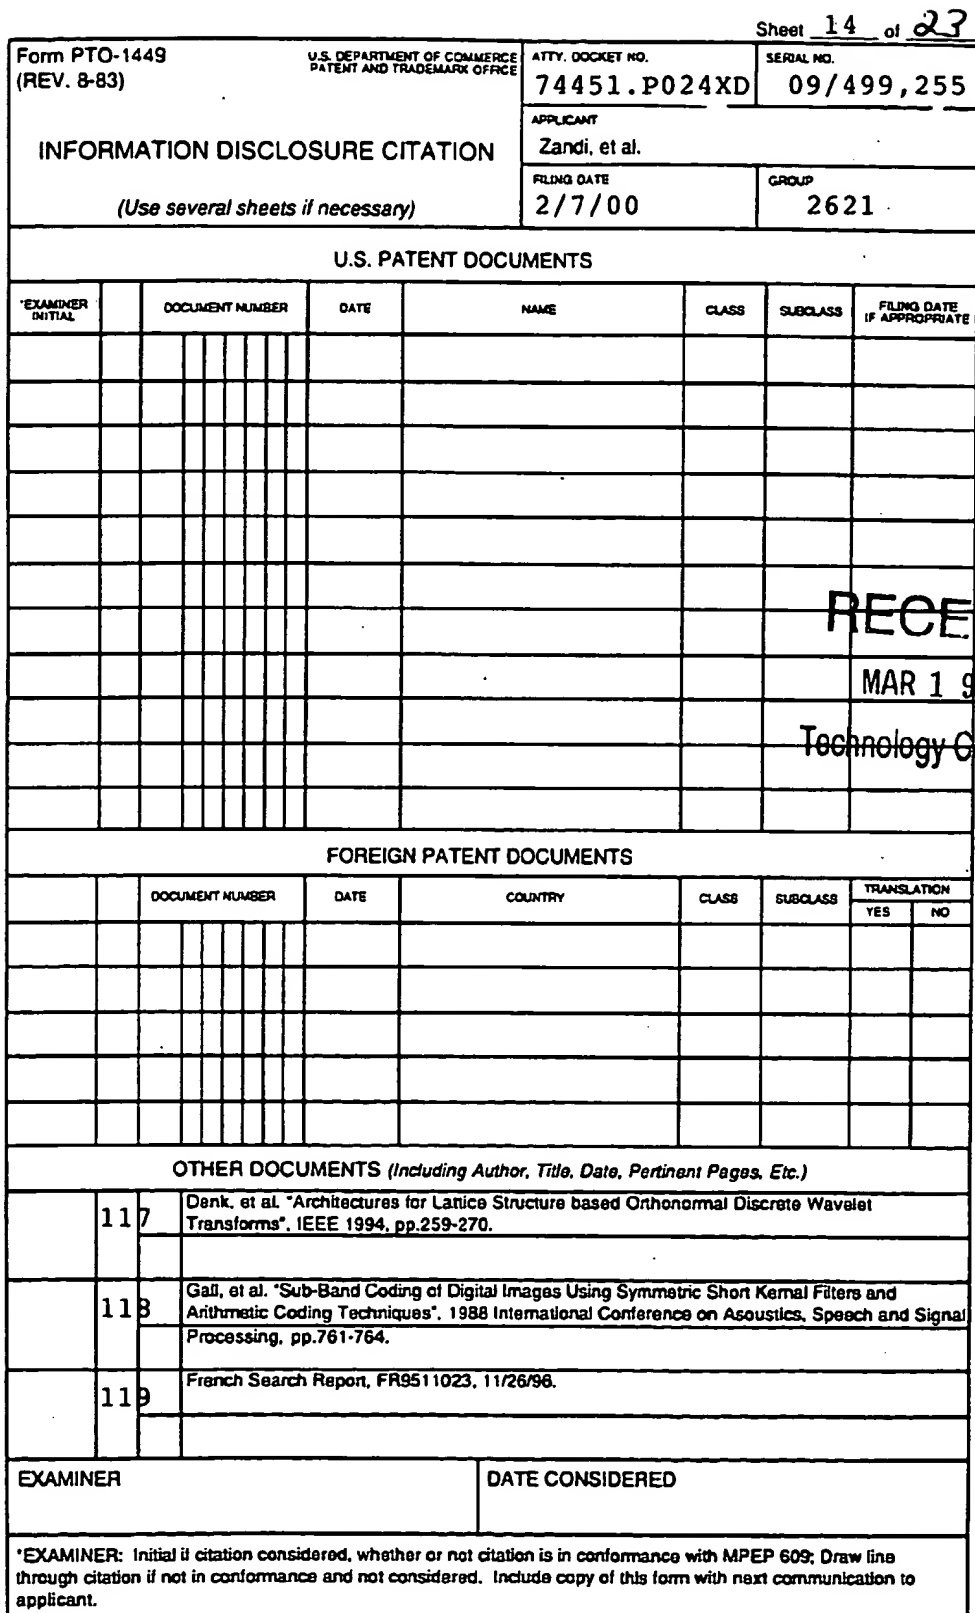 Sheet 14 of 23
Form PTO-1449
(REV. 8-83)
U.S. DEPARTMENT OF COMMERCE
PATENT AND TRADEMARK OFFICE
ATTY. DOCKET NO.
74451.P024XD
SERIAL NO.
09/499,255
INFORMATION DISCLOSURE CITATION
(Use several sheets if necessary)
APPLICANT
Zandi, et al.
FILING DATE
2/7/00
GROUP
2621
U.S. PATENT DOCUMENTS
*EXAMINER INITIAL DOCUMENT NUMBER DATE NAME CLASS SUBCLASS FILING DATE IF APPROPRIATE
RECE
MAR 1 9
Technology C
FOREIGN PATENT DOCUMENTS
DOCUMENT NUMBER DATE COUNTRY CLASS SUBCLASS TRANSLATION
YES NO
OTHER DOCUMENTS (Including Author, Title, Date, Pertinent Pages, Etc.)
117 Denk, et al. "Architectures for Lattice Structure based Orthonormal Discrete Wavelet
Transforms", IEEE 1994, pp.259-270.
118 Gall, et al. "Sub-Band Coding of Digital Images Using Symmetric Short Kernal Filters and
Arithmetic Coding Techniques", 1988 International Conference on Asoustics, Speech and Signal
Processing, pp.761-764.
119 French Search Report, FR9511023, 11/26/96.
EXAMINER
DATE CONSIDERED
*EXAMINER: Initial if citation considered, whether or not citation is in conformance with MPEP 609; Draw line
through citation if not in conformance and not considered. Include copy of this form with next communication to
applicant.